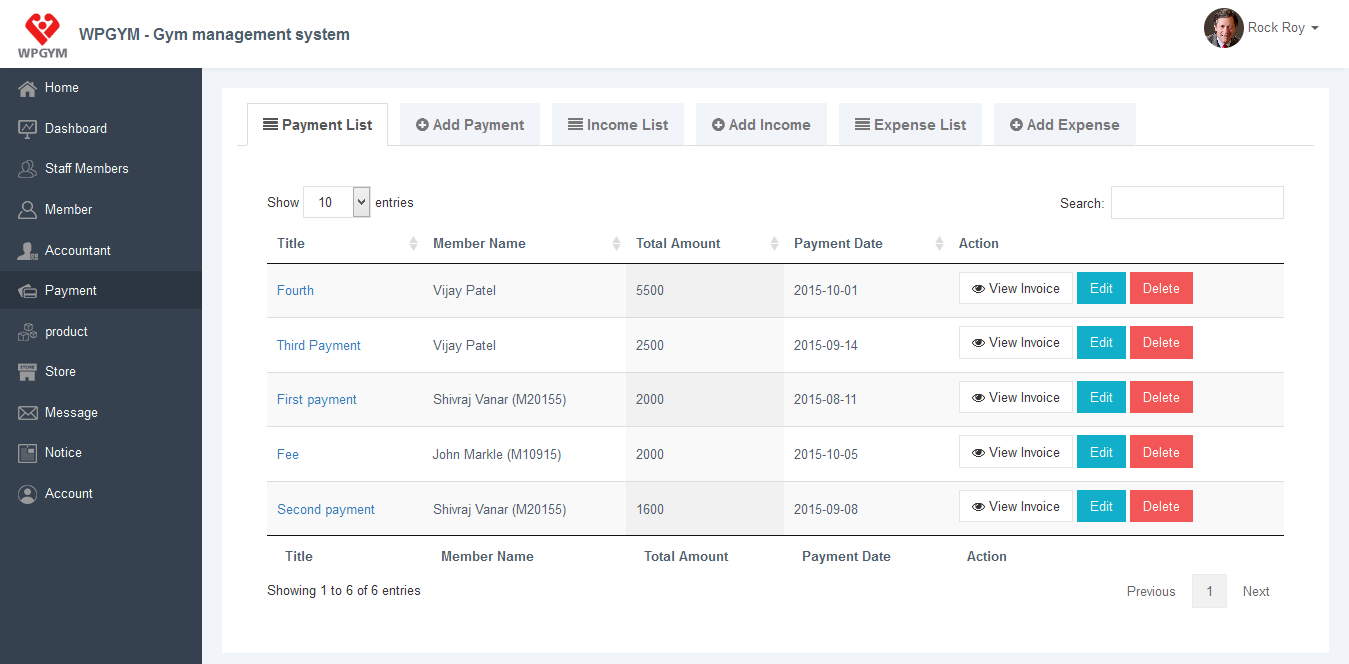 WPGYM
WPGYM - Gym management system
Rock Roy
Home
Dashboard
Staff Members
Member
Accountant
Payment
product
Store
Message
Notice
Account
Payment List Add Payment Income List Add Income Expense List Add Expense
Show 10 entries Search:
Title Member Name Total Amount Payment Date Action
Fourth Vijay Patel 5500 2015-10-01 View Invoice Edit Delete
Third Payment Vijay Patel 2500 2015-09-14 View Invoice Edit Delete
First payment Shivraj Vanar (M20155) 2000 2015-08-11 View Invoice Edit Delete
Fee John Markle (M10915) 2000 2015-10-05 View Invoice Edit Delete
Second payment Shivraj Vanar (M20155) 1600 2015-09-08 View Invoice Edit Delete
Title Member Name Total Amount Payment Date Action
Showing 1 to 6 of 6 entries Previous 1 Next